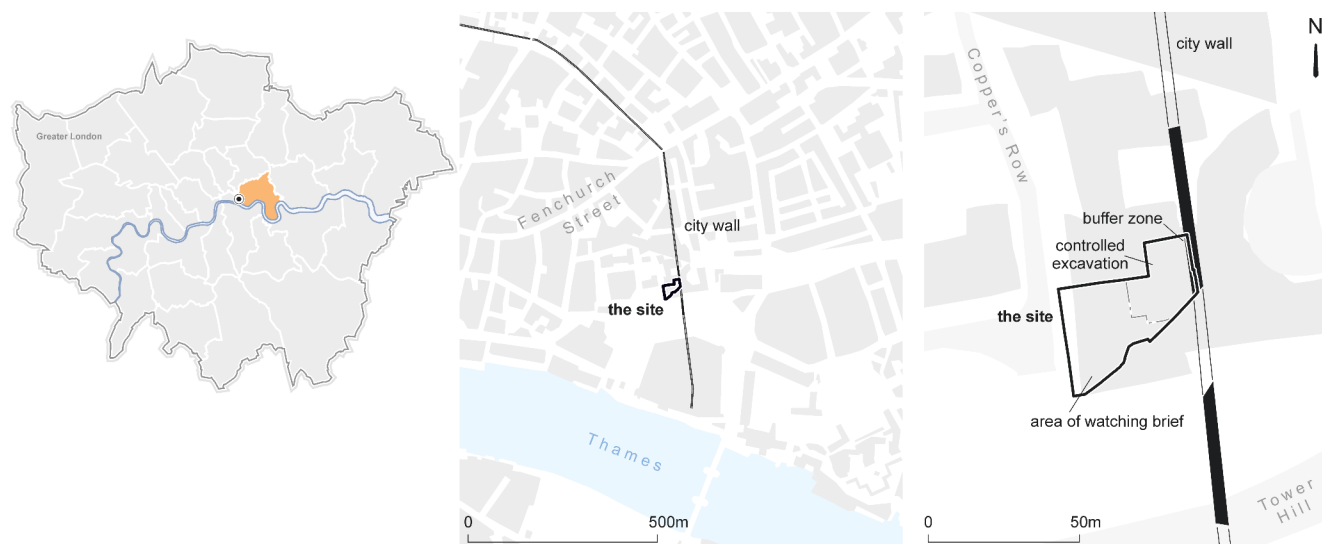 Greater London
Fenchurch
Street
city wall
the site
Thames
0
500m
N
city wall
Copper's Row
buffer zone
controlled
excavation
the site
area of watching brief
Tower
Hill
0
50m